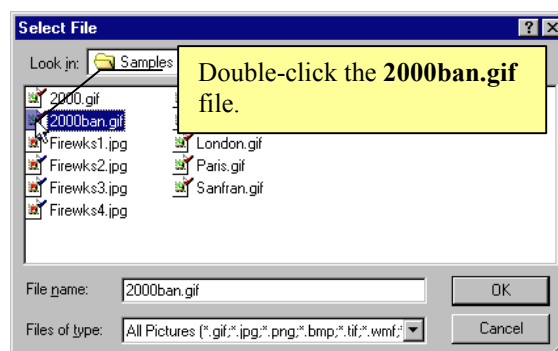 Select File
Look in: Samples
Double-click the 2000ban.gif
file.
2000.gif
2000ban.gif
Firewks1.jpg
Firewks2.jpg
Firewks3.jpg
Firewks4.jpg
London.gif
Paris.gif
Sanfran.gif
File name: 2000ban.gif OK
Files of type: All Pictures (*.gif;*.jpg;*.png;*.bmp;*.tif;*.wmf;* Cancel